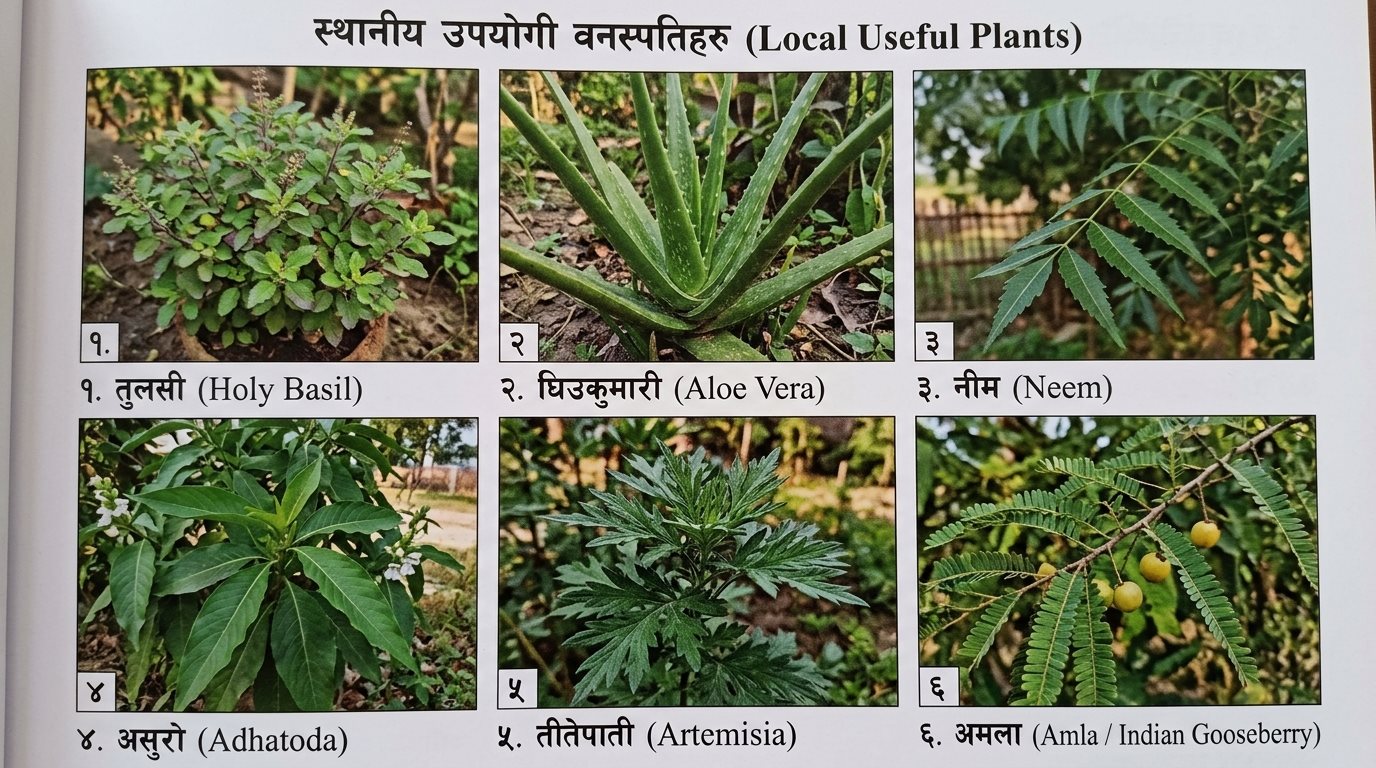 स्थानीय उपयोगी वनस्पतिहरु (Local Useful Plants)
१.
२
३
१. तुलसी (Holy Basil)
२. घिउकुमारी (Aloe Vera)
३. नीम (Neem)
४
५
६
४. असुरो (Adhatoda)
५. तीतेपाती (Artemisia)
६. अमला (Amla / Indian Gooseberry)